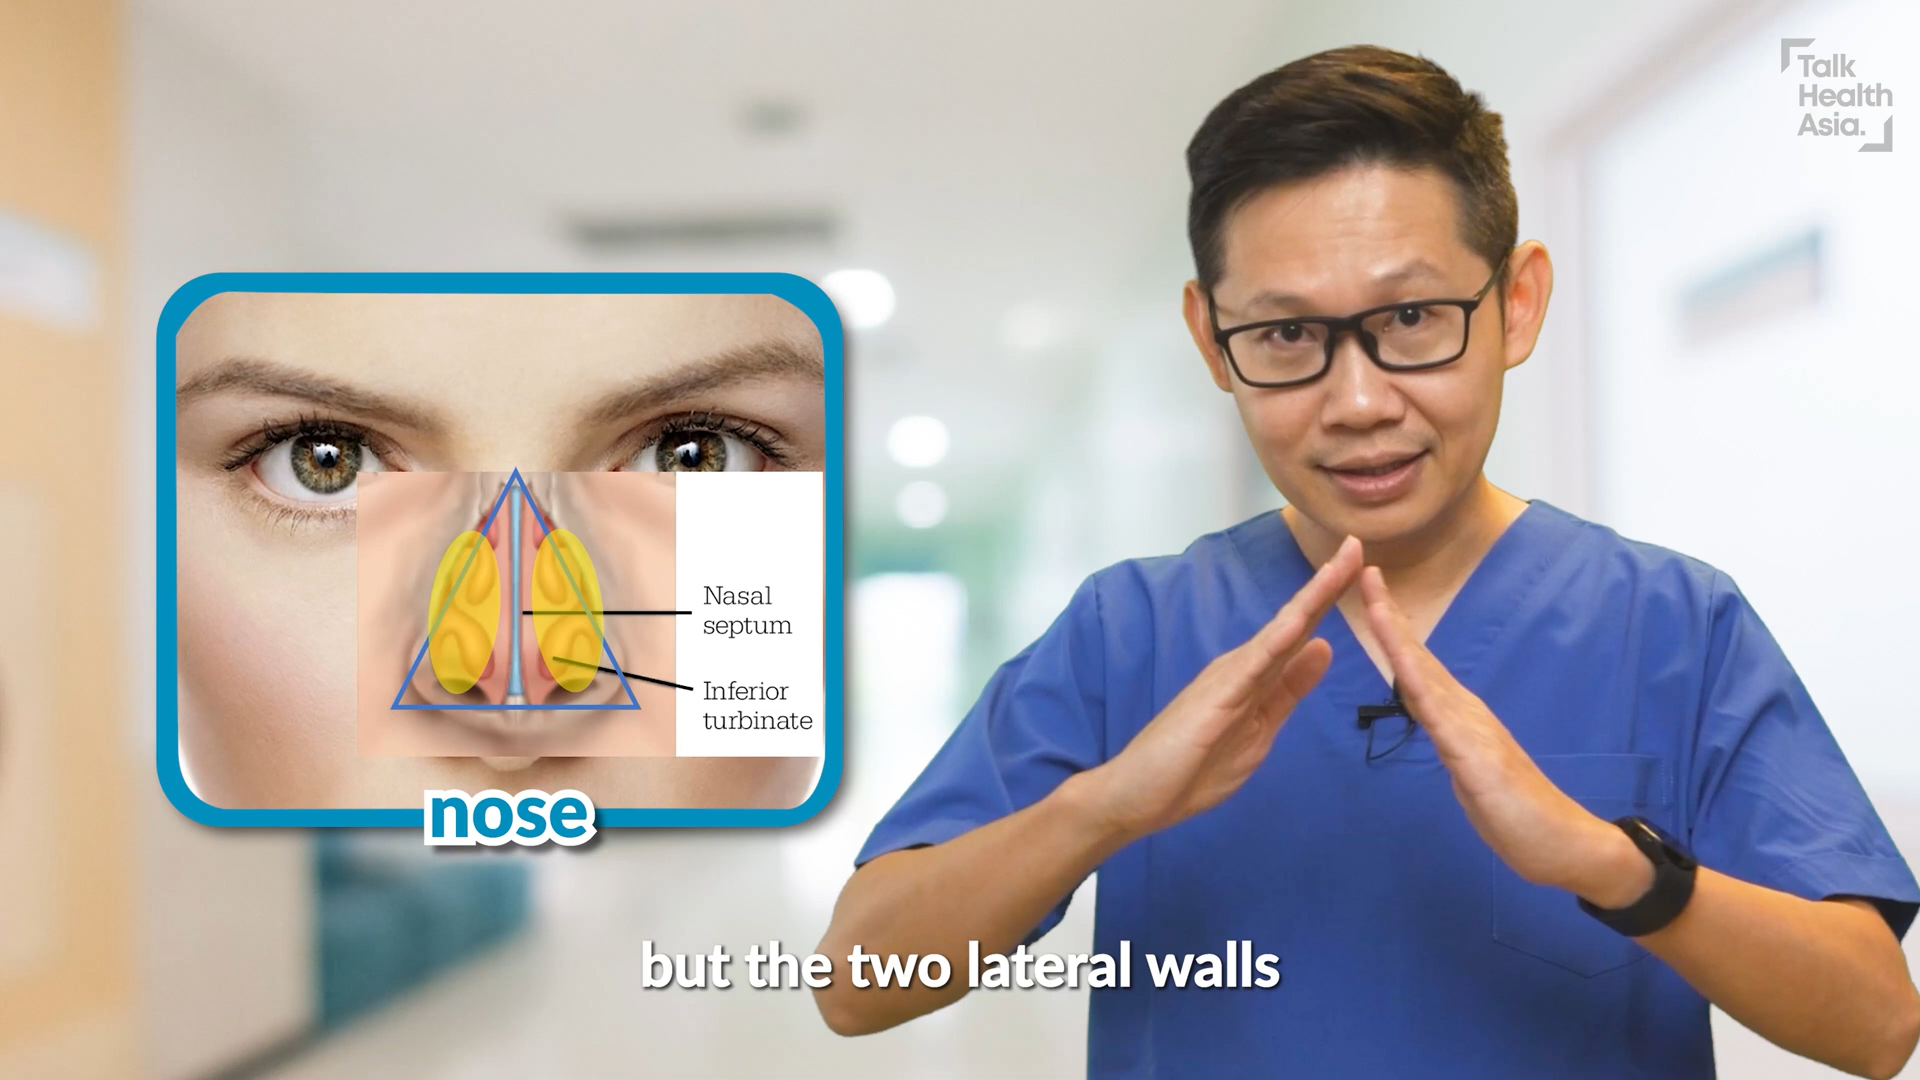 Talk
Health
Asia.
Nasal
septum
Inferior
turbinate
nose
but the two lateral walls